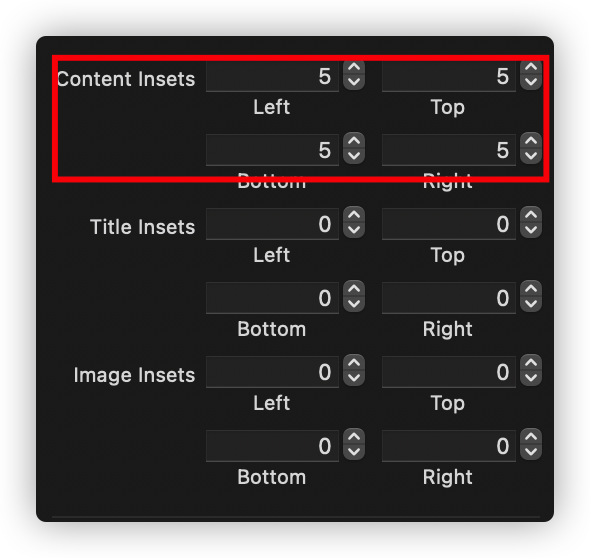 Content Insets 5 5
Left Top
5 5
Bottom Right
Title Insets 0 0
Left Top
0 0
Bottom Right
Image Insets 0 0
Left Top
0 0
Bottom Right